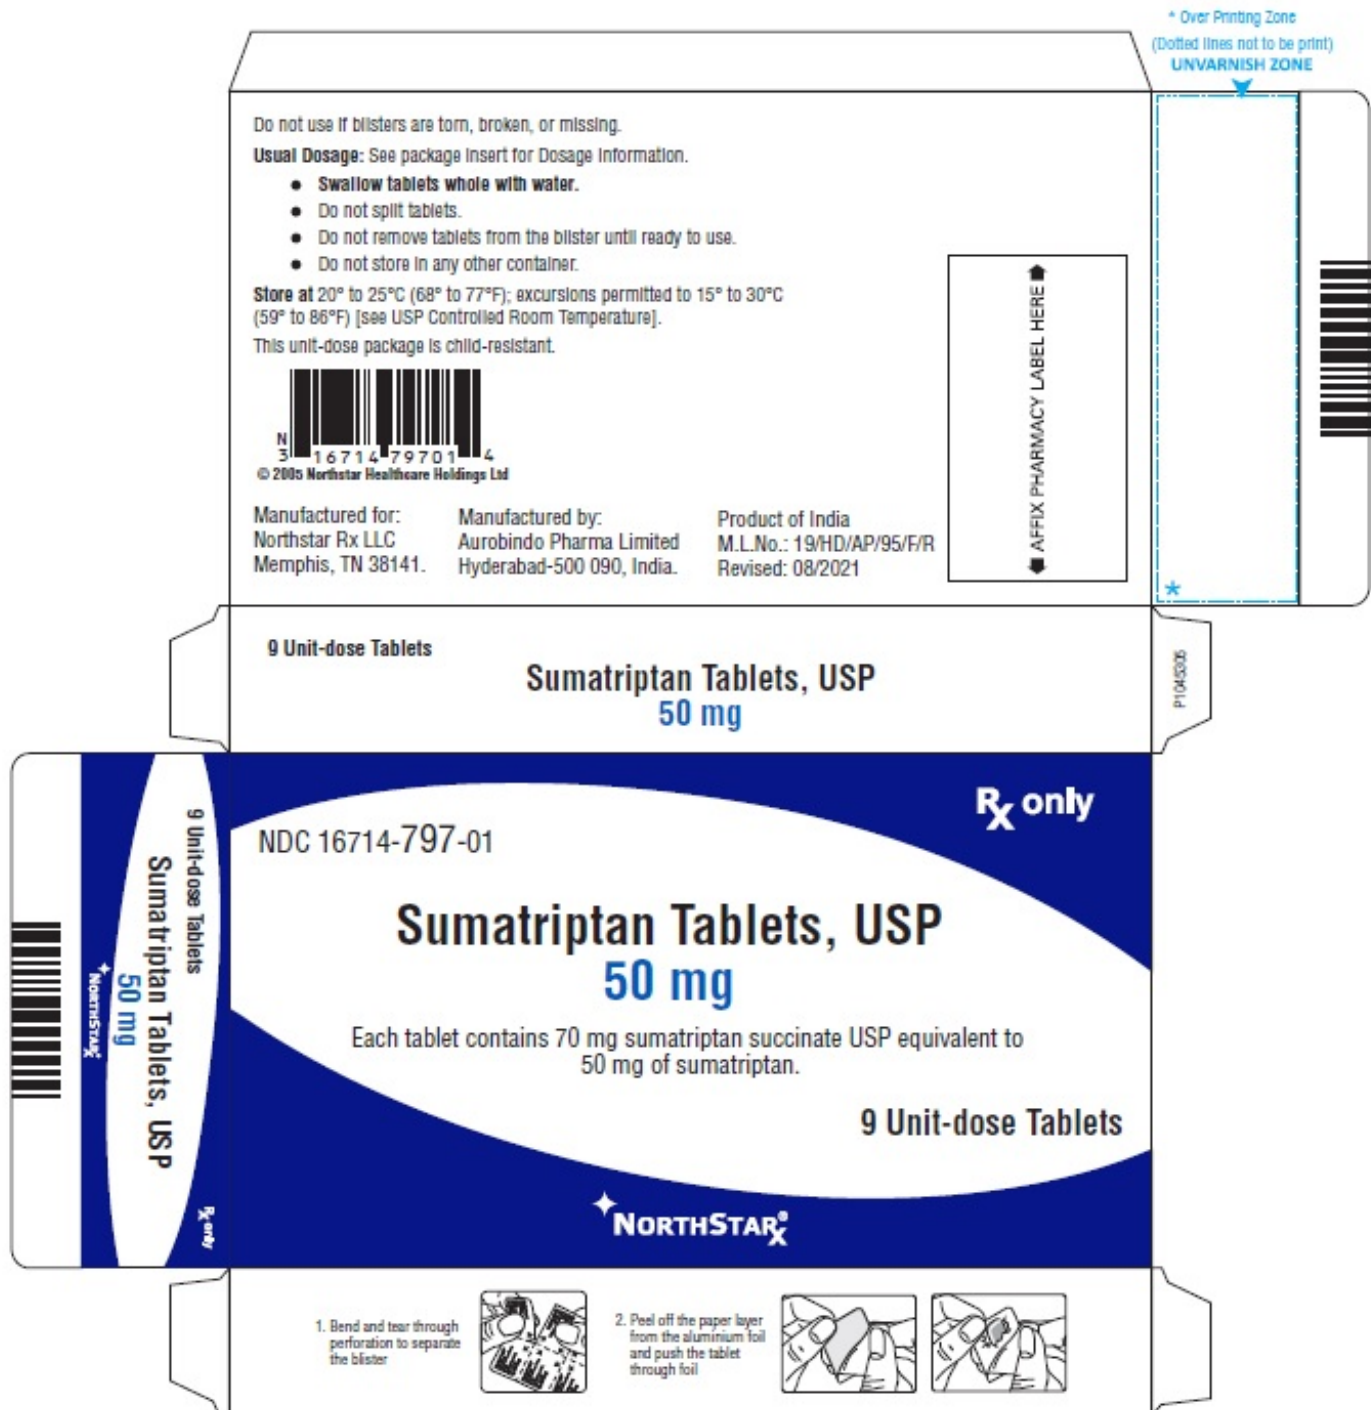 * Over Printing Zone
(Dotted lines not to be print)
UNVARNISH ZONE
Do not use if blisters are torn, broken, or missing.
Usual Dosage: See package insert for Dosage Information.
● Swallow tablets whole with water.
● Do not split tablets.
● Do not remove tablets from the blister until ready to use.
● Do not store in any other container.
Store at 20° to 25°C (68° to 77°F); excursions permitted to 15° to 30°C
(59° to 86°F) [see USP Controlled Room Temperature].
This unit-dose package is child-resistant.
N
3 16714 79701 4
© 2005 Northstar Healthcare Holdings Ltd
Manufactured for:
Northstar Rx LLC
Memphis, TN 38141.
Manufactured by:
Aurobindo Pharma Limited
Hyderabad-500 090, India.
Product of India
M.L.No.: 19/HD/AP/95/F/R
Revised: 08/2021
AFFIX PHARMACY LABEL HERE
*
9 Unit-dose Tablets
Sumatriptan Tablets, USP
50 mg
P1045305
9 Unit-dose Tablets
Sumatriptan Tablets, USP
50 mg
NORTHSTARx®
Rx only
Rx only
NDC 16714-797-01
Sumatriptan Tablets, USP
50 mg
Each tablet contains 70 mg sumatriptan succinate USP equivalent to
50 mg of sumatriptan.
9 Unit-dose Tablets
NORTHSTARx®
1. Bend and tear through
perforation to separate
the blister
2. Peel off the paper layer
from the aluminium foil
and push the tablet
through foil